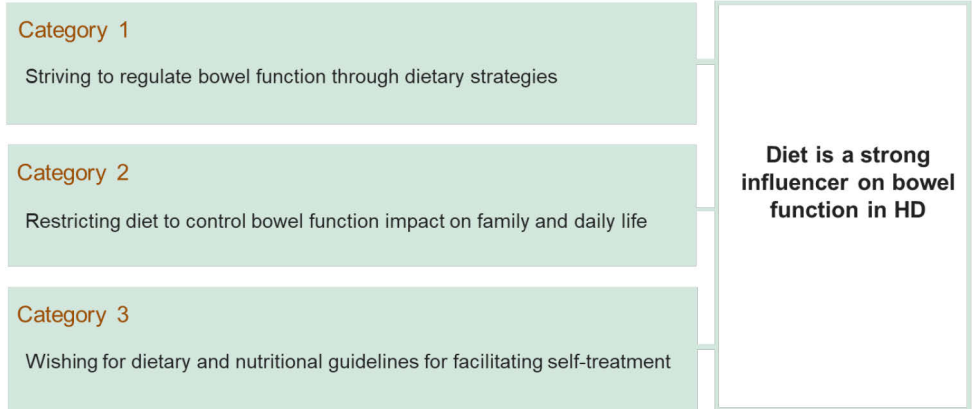 Category 1
Striving to regulate bowel function through dietary strategies
Category 2
Restricting diet to control bowel function impact on family and daily life
Category 3
Wishing for dietary and nutritional guidelines for facilitating self-treatment
Diet is a strong
influencer on bowel
function in HD